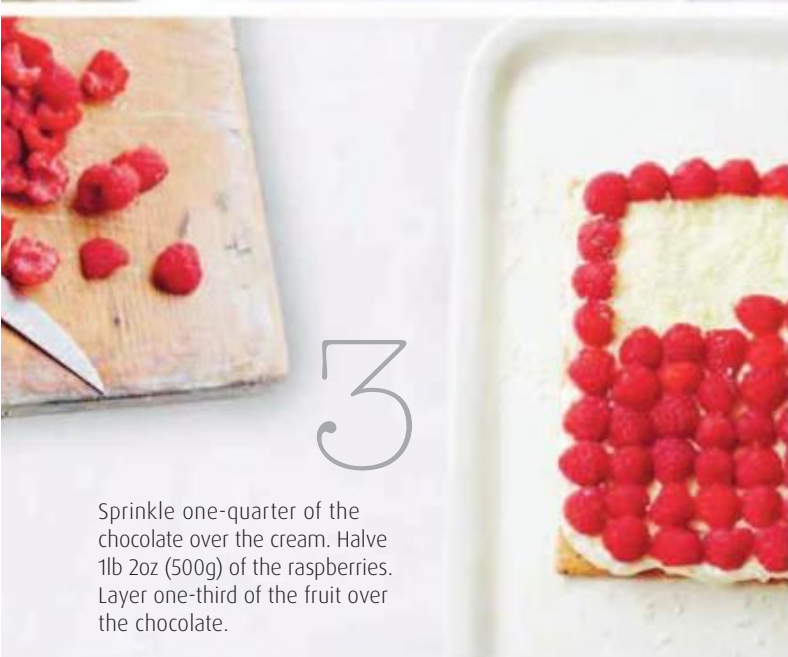 3
Sprinkle one-quarter of the
chocolate over the cream. Halve
1lb 2oz (500g) of the raspberries.
Layer one-third of the fruit over
the chocolate.